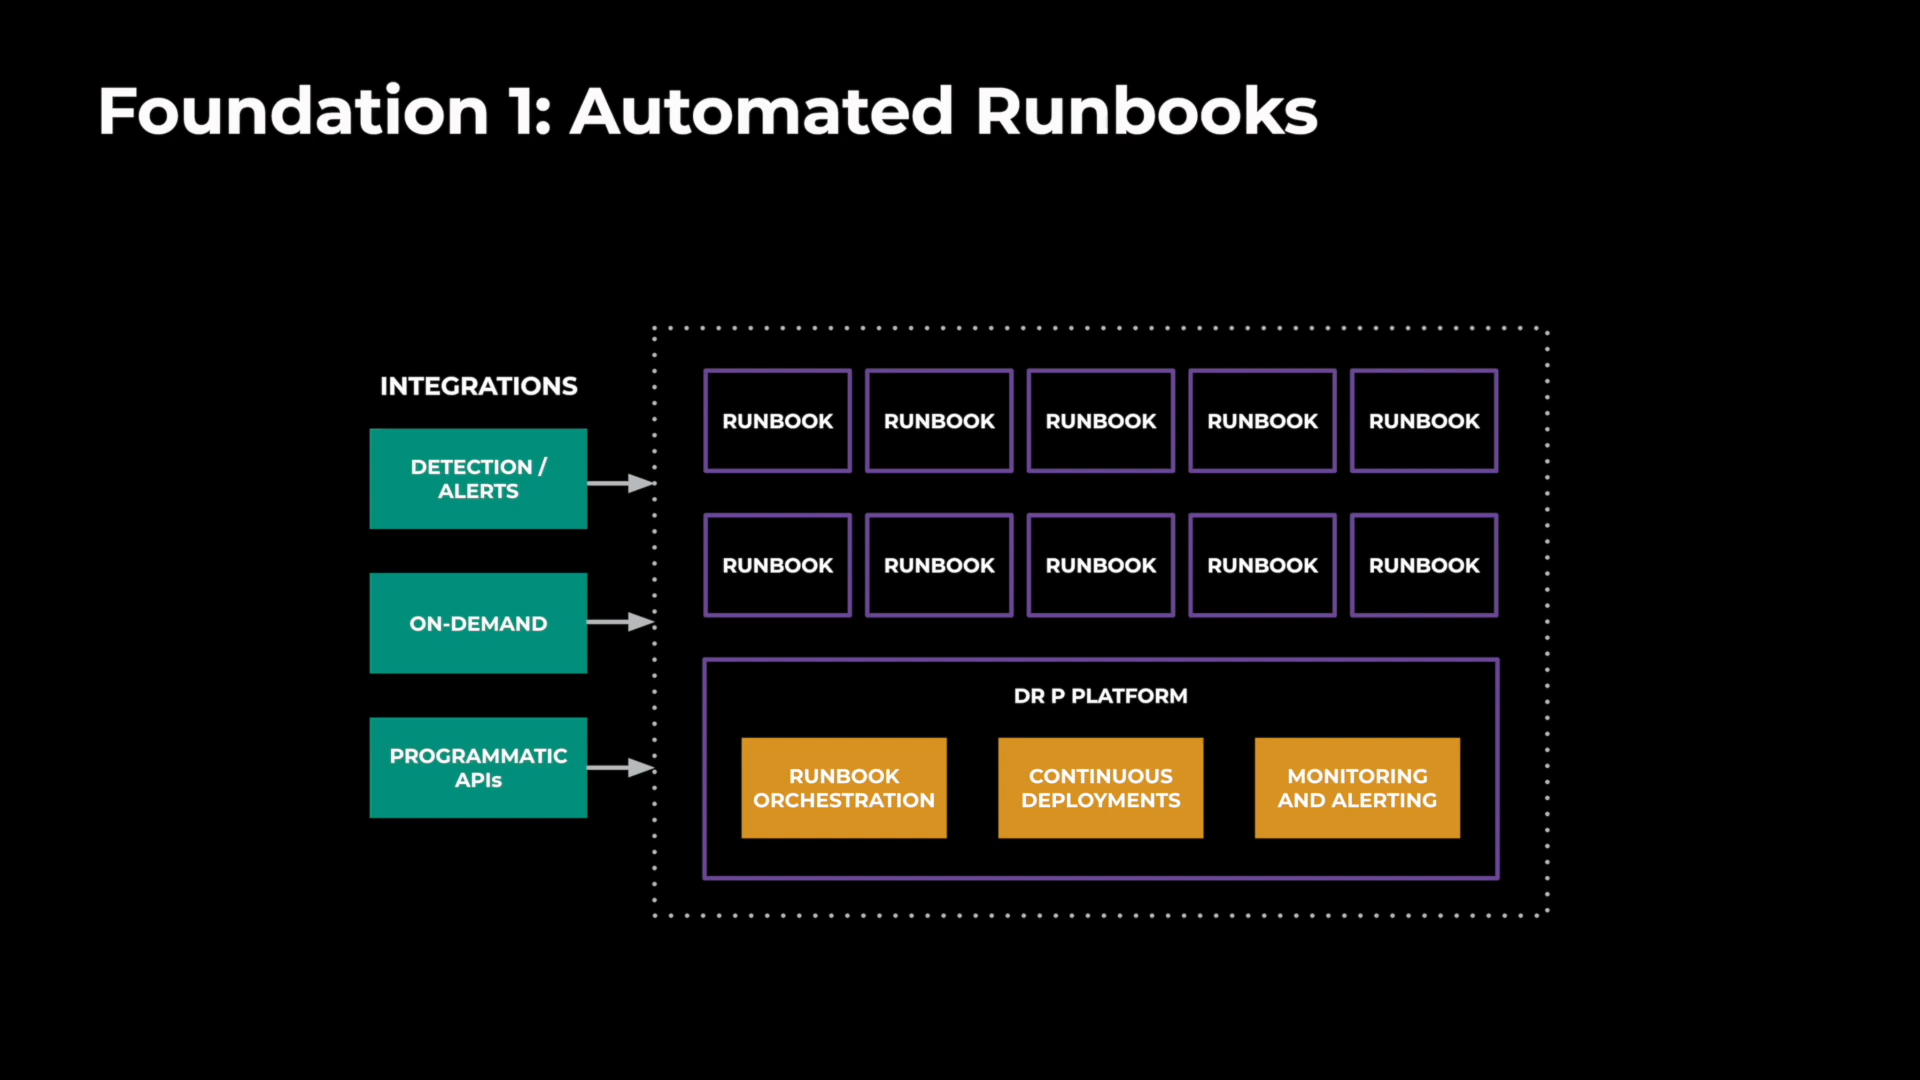 Foundation 1: Automated Runbooks
INTEGRATIONS
DETECTION /
ALERTS
ON-DEMAND
PROGRAMMATIC
APIs
RUNBOOK
RUNBOOK
RUNBOOK
RUNBOOK
RUNBOOK
RUNBOOK
RUNBOOK
RUNBOOK
RUNBOOK
RUNBOOK
DR P PLATFORM
RUNBOOK
ORCHESTRATION
CONTINUOUS
DEPLOYMENTS
MONITORING
AND ALERTING